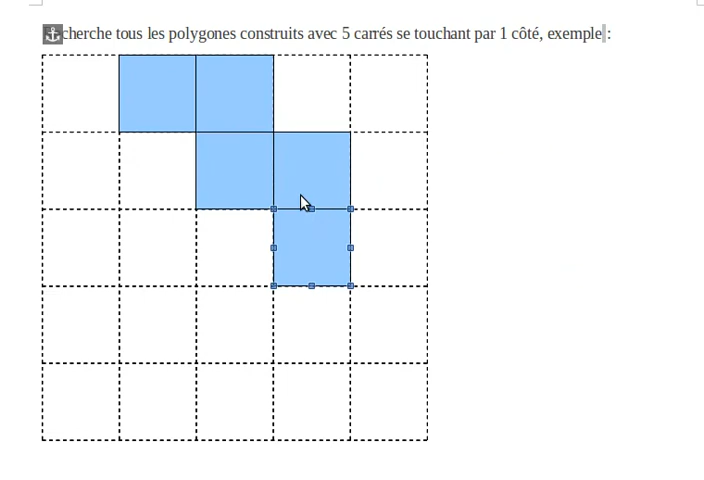 cherche tous les polygones construits avec 5 carrés se touchant par 1 côté, exemple :